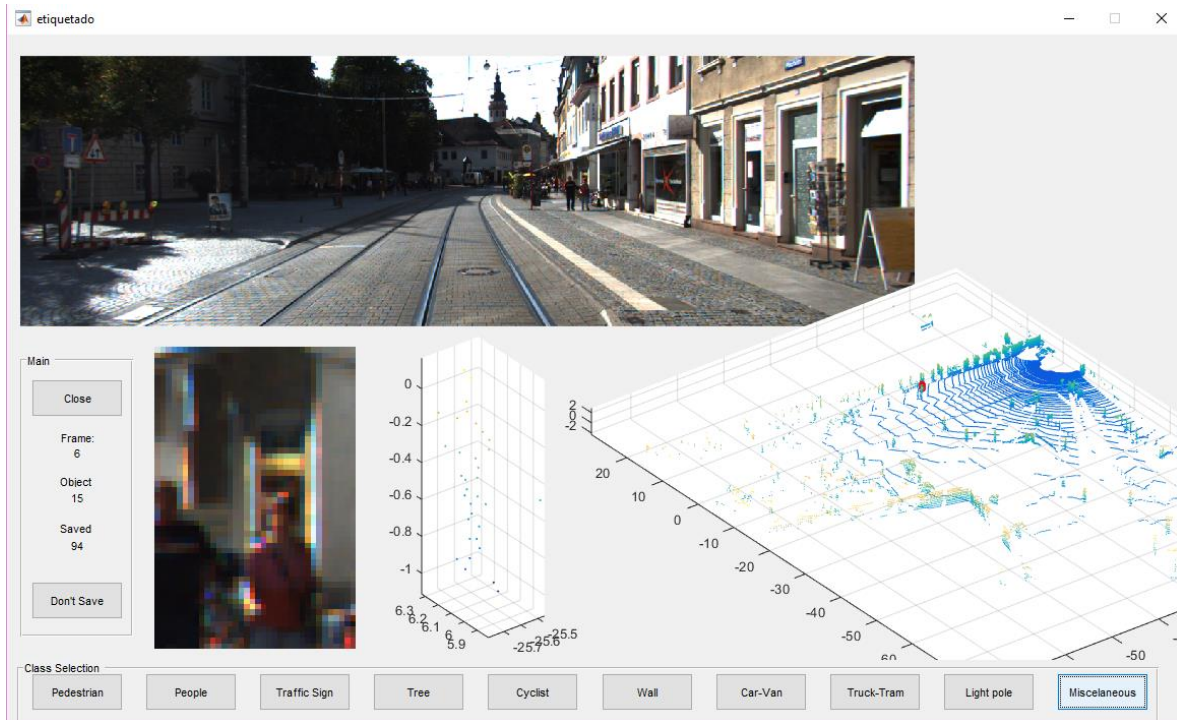 etiquetado
Main
Close
Frame:
6
Object
15
Saved
94
Don't Save
0
-0.2
-0.4
-0.6
-0.8
-1
6.3
6.2
6.1
6
5.9
-25.7
-25.6
-25.5
2
0
-2
20
10
0
-10
-20
-30
-40
-50
60
-50
Class Selection
Pedestrian
People
Traffic Sign
Tree
Cyclist
Wall
Car-Van
Truck-Tram
Light pole
Miscelaneous